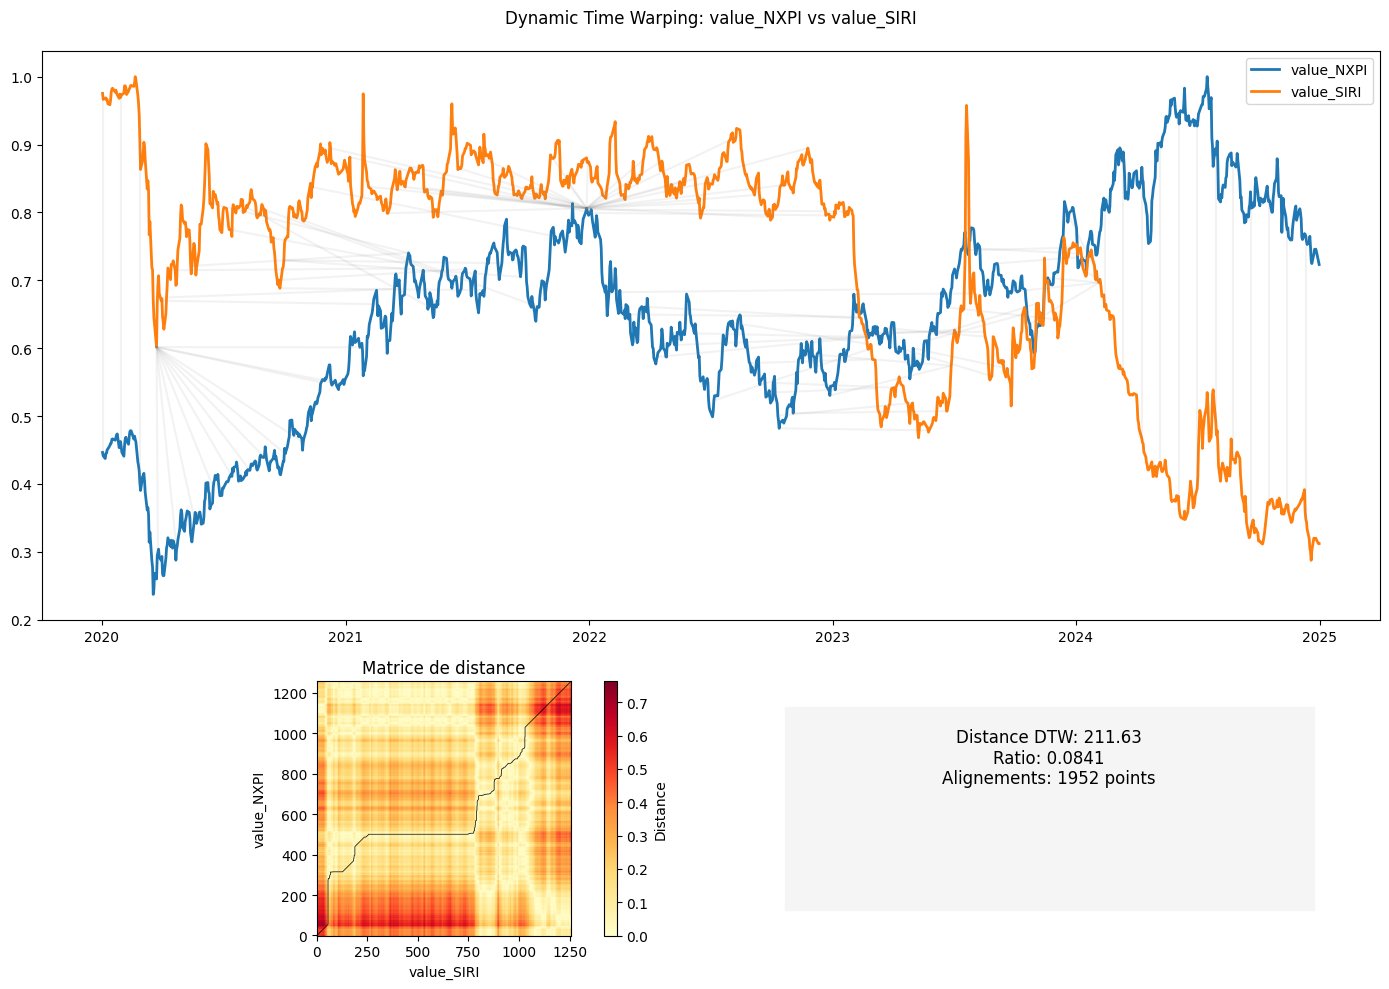 Dynamic Time Warping: value_NXPI vs value_SIRI
value_NXPI
value_SIRI
1.0
0.9
0.8
0.7
0.6
0.5
0.4
0.3
0.2
2020 2021 2022 2023 2024 2025
Matrice de distance
value_NXPI
1200
1000
800
600
400
200
0
0 250 500 750 1000 1250
value_SIRI
0.7
0.6
0.5
0.4
0.3
0.2
0.1
0.0
Distance
Distance DTW: 211.63
Ratio: 0.0841
Alignements: 1952 points